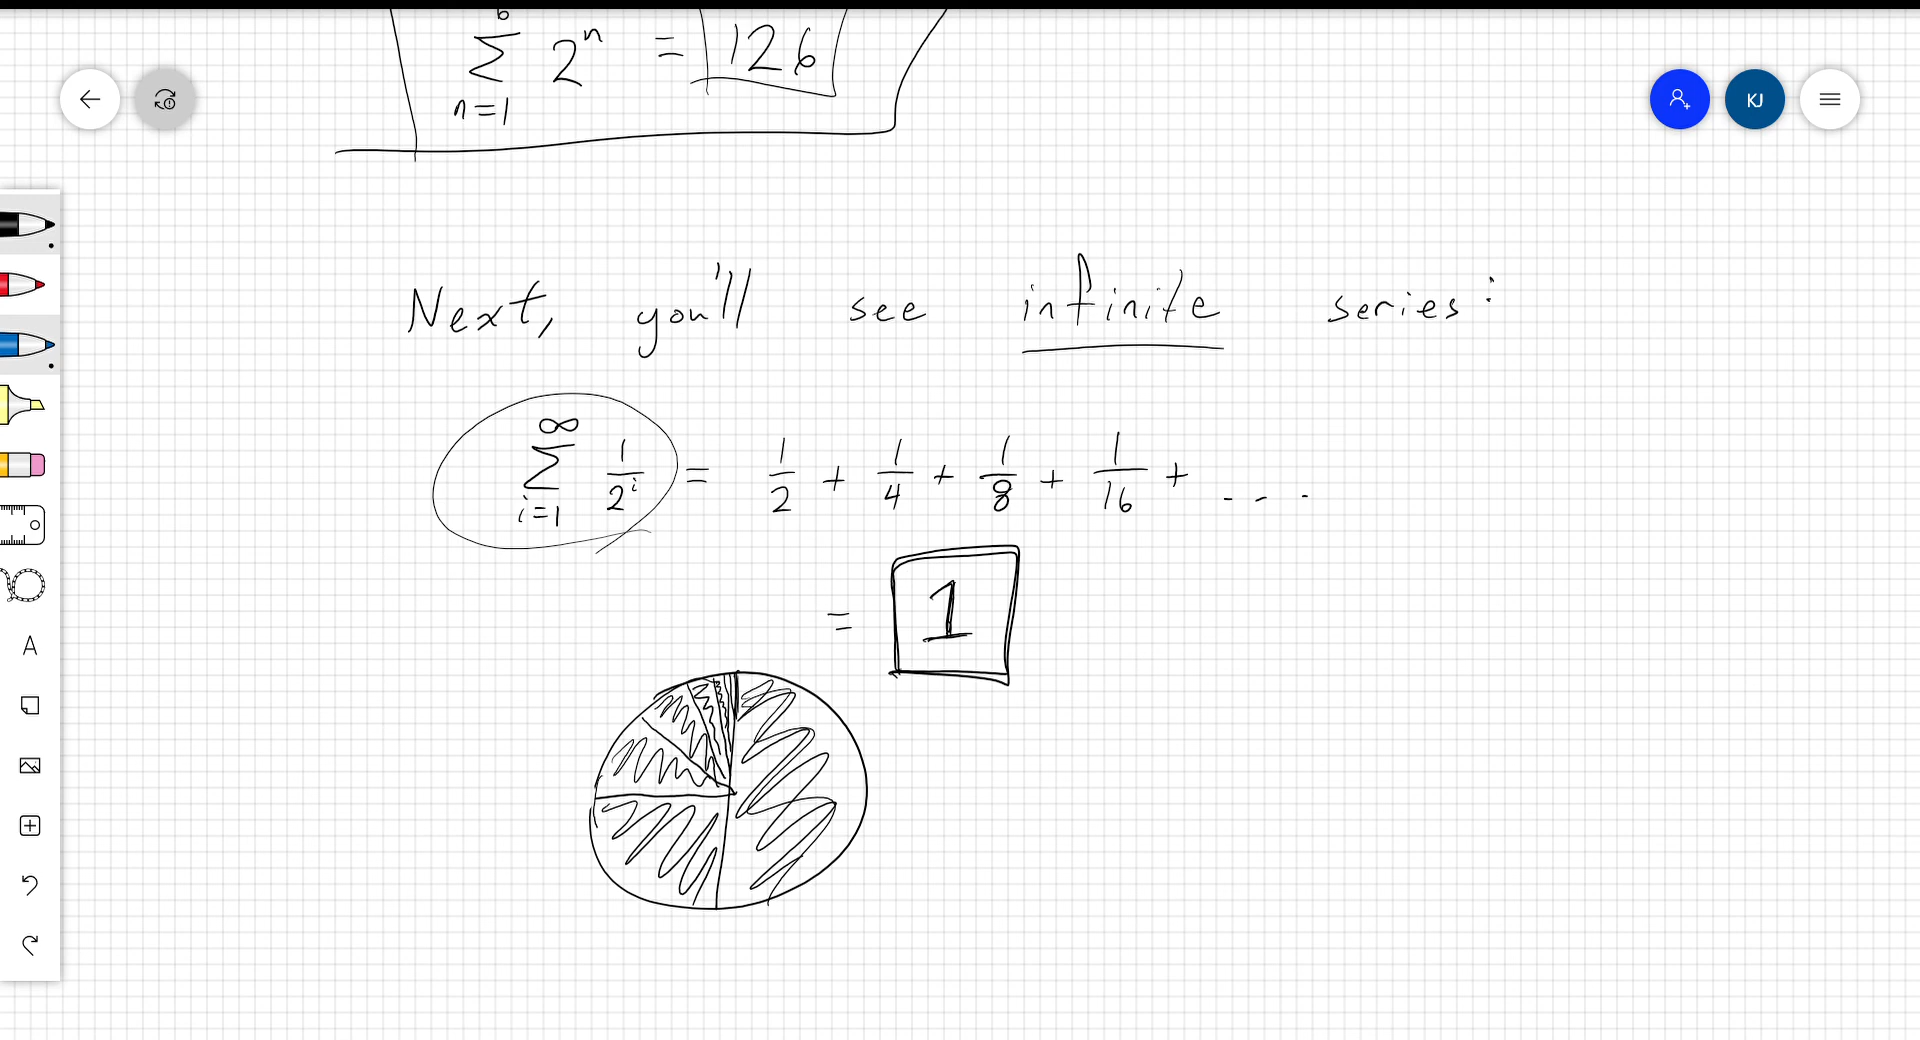 6
∑ 2ⁿ = 126
n=1
KJ
Next, you'll see infinite series:
∞
∑ 1/2ⁱ = 1/2 + 1/4 + 1/8 + 1/16 + ....
i=1
= 1
A